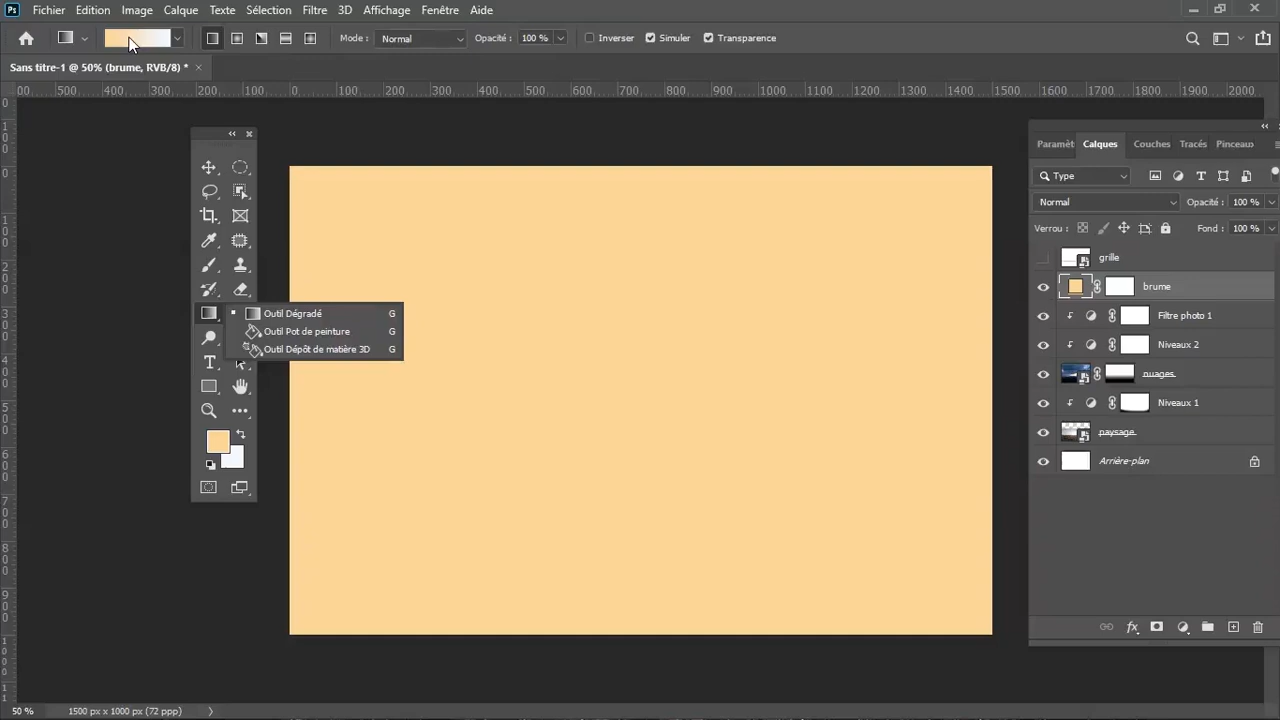 Ps Fichier Edition Image Calque Texte Sélection Filtre 3D Affichage Fenêtre Aide
Mode : Normal Opacité : 100 % Inverser Simuler Transparence
Sans titre-1 @ 50% (brume, RVB/8) *
00 500 400 300 200 100 0 100 200 300 400 500 600 700 800 900 1000 1100 1200 1300 1400 1500 1600 1700 1800 1900 2000
Paramèt Calques Couches Tracés Pinceaux
Type
Normal Opacité : 100 %
Verrou : Fond : 100 %
grille
brume
Outil Dégradé G
Filtre photo 1
Outil Pot de peinture G
Niveaux 2
Outil Dépôt de matière 3D G
nuages
Niveaux 1
paysage
Arrière-plan
50 % 1500 px x 1000 px (72 ppp)